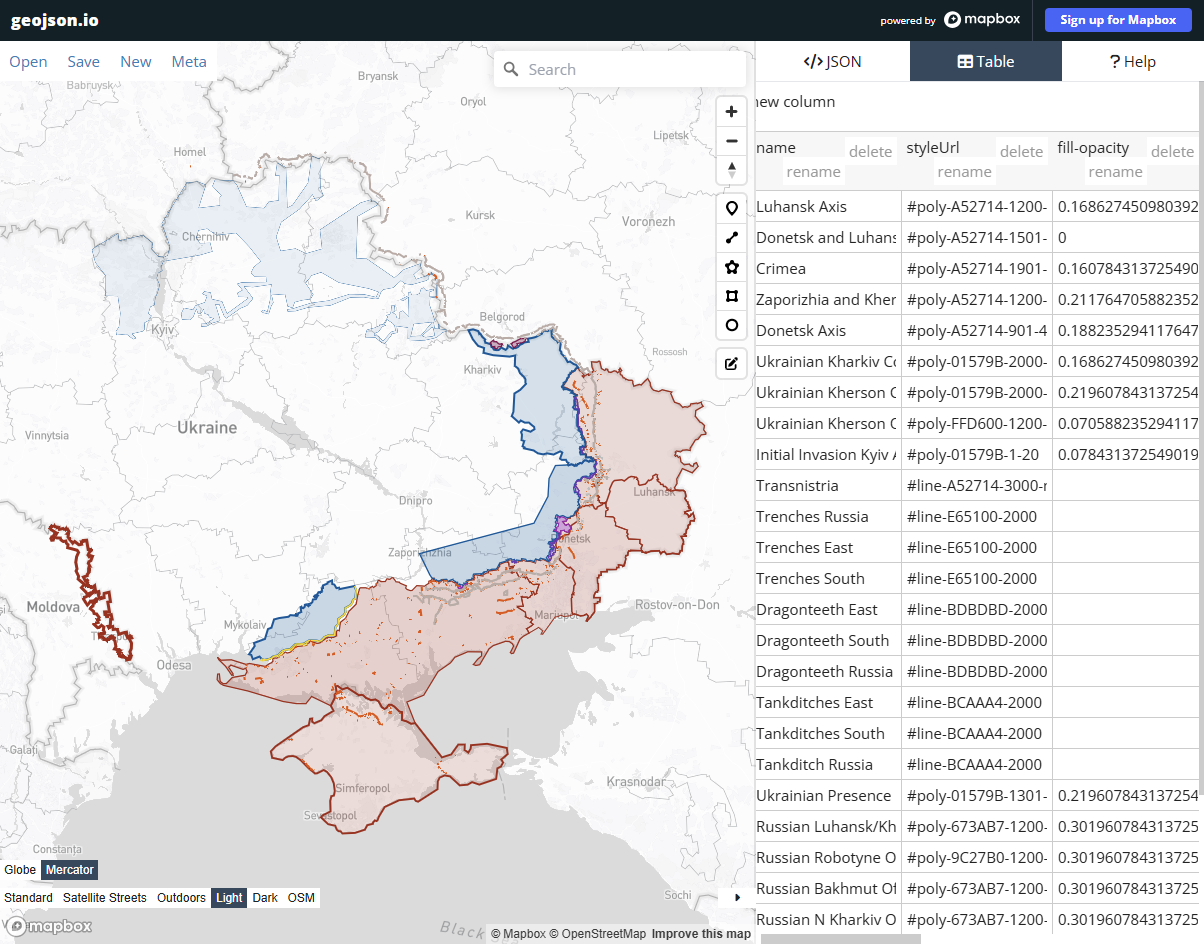 geojson.io
powered by mapbox
Sign up for Mapbox
Open Save New Meta
Search
</> JSON
Table
? Help
new column
name delete rename
styleUrl delete rename
fill-opacity delete rename
Luhansk Axis #poly-A52714-1200- 0.168627450980392
Donetsk and Luhans #poly-A52714-1501- 0
Crimea #poly-A52714-1901- 0.160784313725490
Zaporizhia and Kher #poly-A52714-1200- 0.211764705882352
Donetsk Axis #poly-A52714-901-4 0.188235294117647
Ukrainian Kharkiv Co #poly-01579B-2000- 0.168627450980392
Ukrainian Kherson C #poly-01579B-2000- 0.219607843137254
Ukrainian Kherson C #poly-FFD600-1200- 0.070588235294117
Initial Invasion Kyiv A #poly-01579B-1-20 0.078431372549019
Transnistria #line-A52714-3000-n
Trenches Russia #line-E65100-2000
Trenches East #line-E65100-2000
Trenches South #line-E65100-2000
Dragonteeth East #line-BDBDBD-2000
Dragonteeth South #line-BDBDBD-2000
Dragonteeth Russia #line-BDBDBD-2000
Tankditches East #line-BCAAA4-2000
Tankditches South #line-BCAAA4-2000
Tankditch Russia #line-BCAAA4-2000
Ukrainian Presence #poly-01579B-1301- 0.219607843137254
Russian Luhansk/Kh #poly-673AB7-1200- 0.301960784313725
Russian Robotyne O #poly-9C27B0-1200- 0.301960784313725
Russian Bakhmut Of #poly-673AB7-1200- 0.301960784313725
Russian N Kharkiv O #poly-673AB7-1200- 0.301960784313725
Babruysk
Bryansk
Oryol
Lipetsk
Homel
Kursk
Voronezh
Chernihiv
Kyiv
Belgorod
Kharkiv
Rossosh
Ukraine
Vinnytsia
Dnipro
Luhansk
Zaporizhzhia
Donetsk
Moldova
Mykolaiv
Mariupol
Rostov-on-Don
Odesa
Galați
Krasnodar
Simferopol
Sevastopol
Constanța
Sochi
Black
Globe Mercator
Standard Satellite Streets Outdoors Light Dark OSM
mapbox
© Mapbox © OpenStreetMap Improve this map